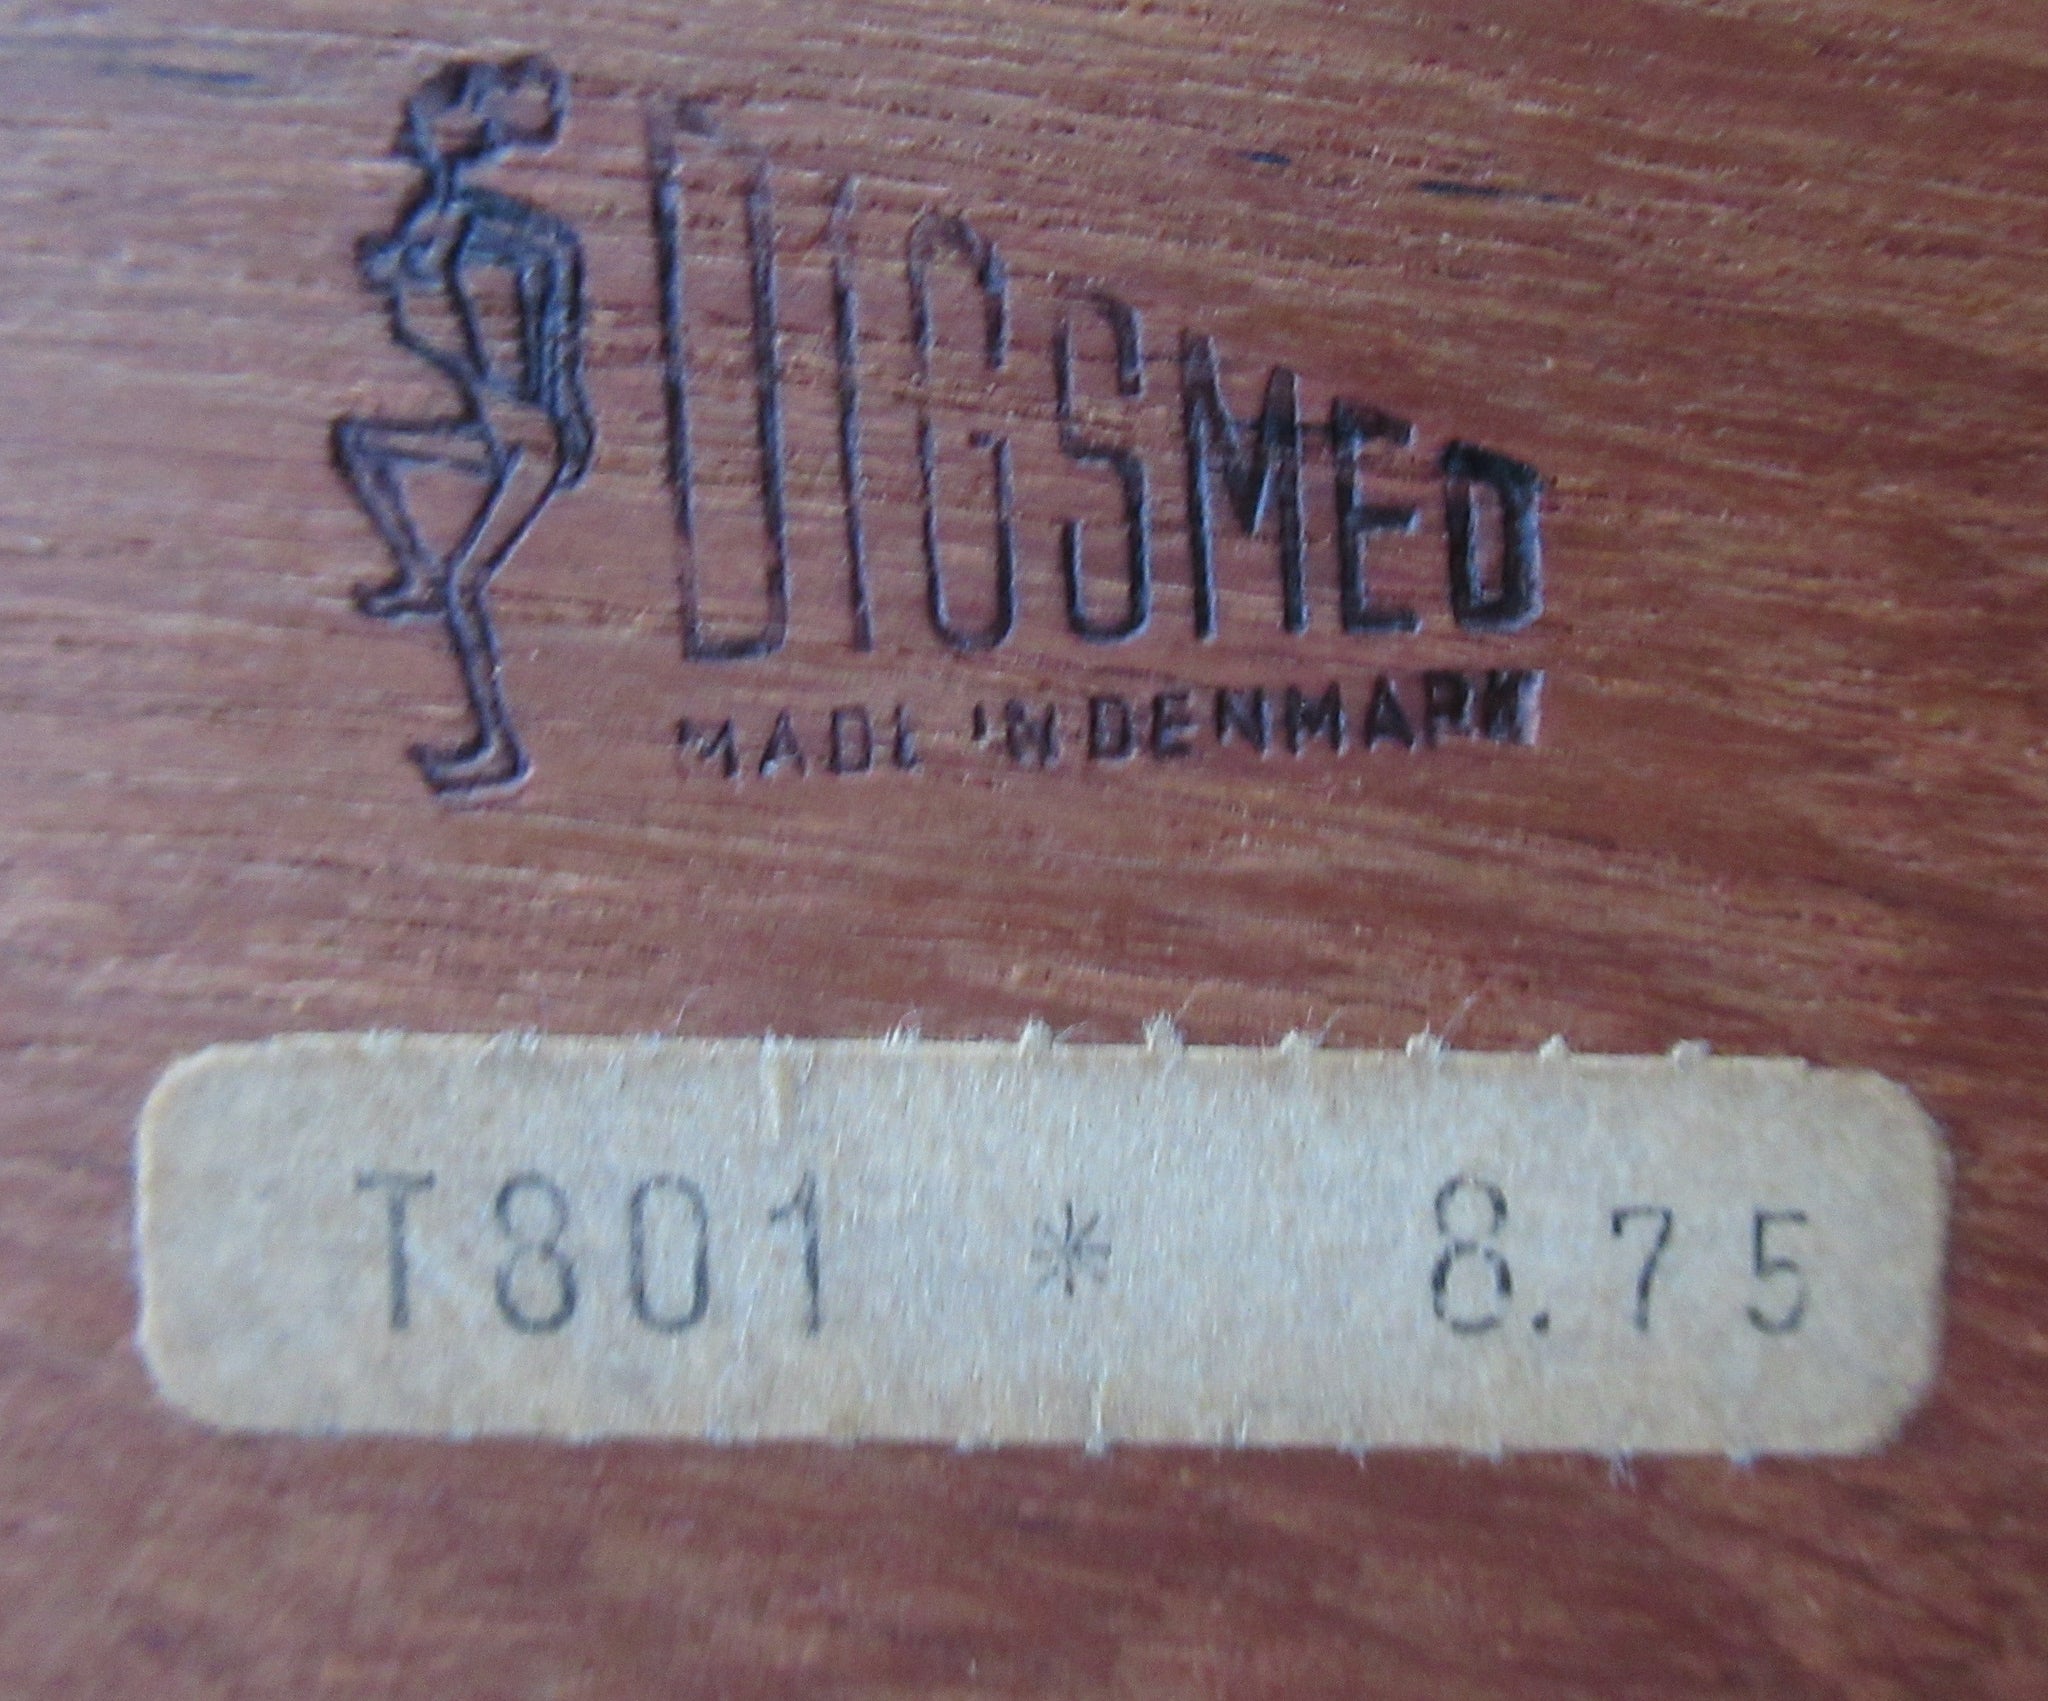 DIGSMED
MADE IN DENMARK
T801 * 8.75